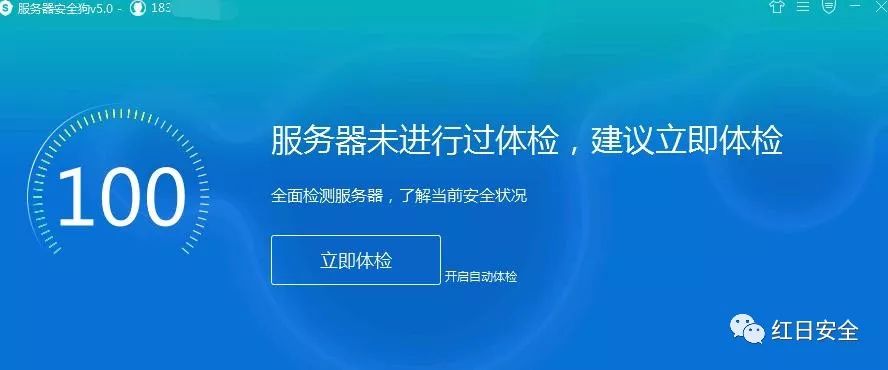 服务器安全狗v5.0 - 183
100
服务器未进行过体检，建议立即体检
全面检测服务器，了解当前安全状况
立即体检
开启自动体检
红日安全